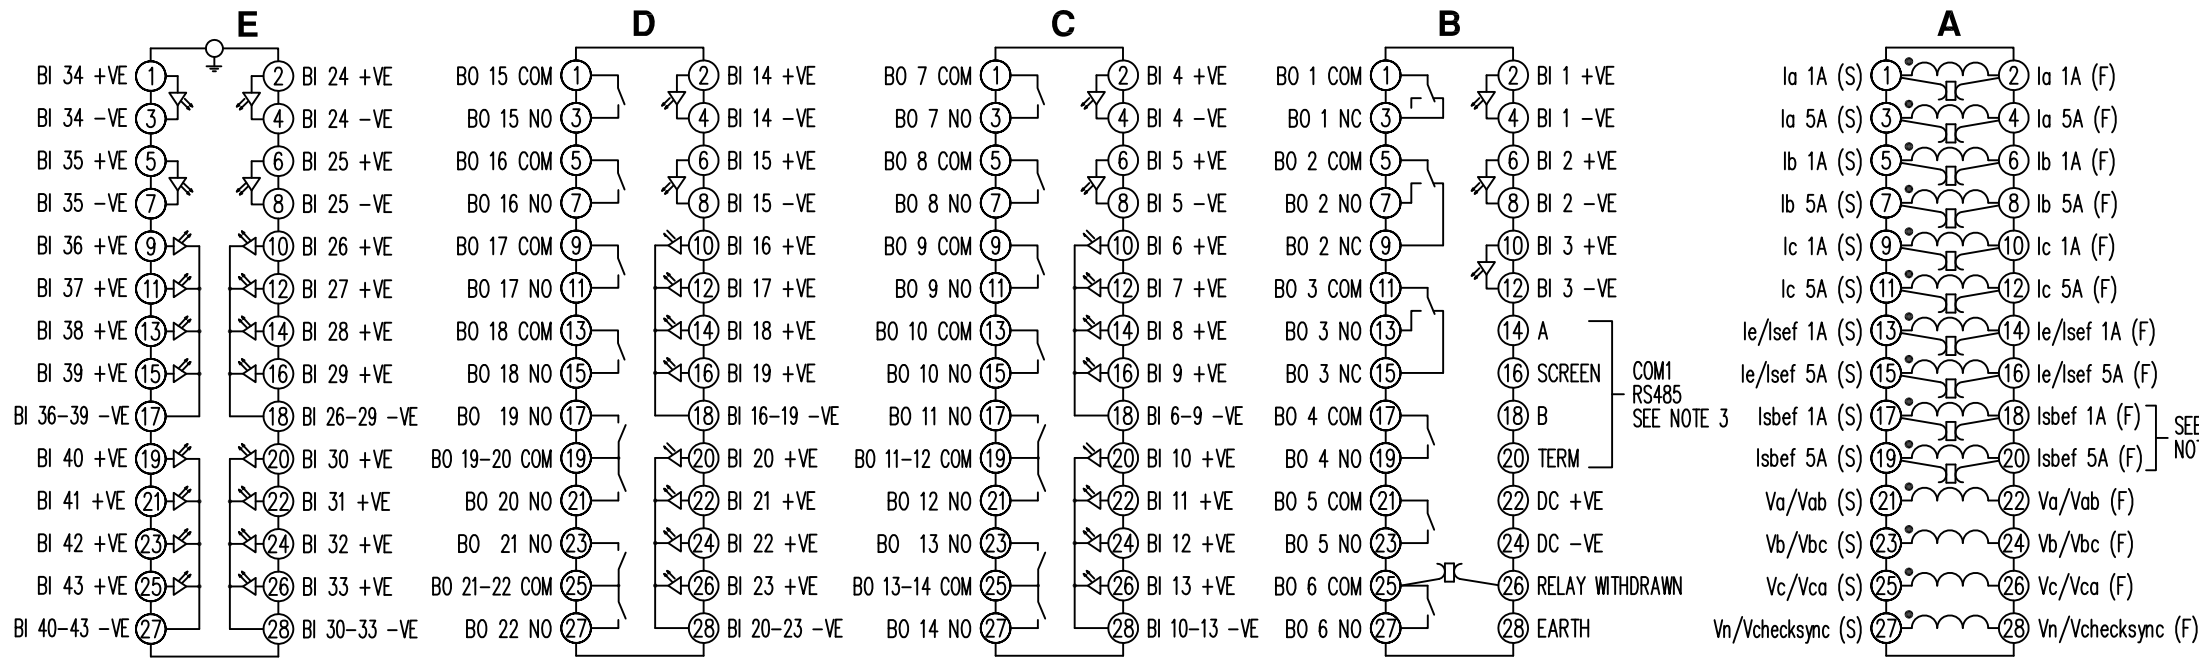 E
BI 34 +VE 1 2 BI 24 +VE
BI 34 -VE 3 4 BI 24 -VE
BI 35 +VE 5 6 BI 25 +VE
BI 35 -VE 7 8 BI 25 -VE
BI 36 +VE 9 10 BI 26 +VE
BI 37 +VE 11 12 BI 27 +VE
BI 38 +VE 13 14 BI 28 +VE
BI 39 +VE 15 16 BI 29 +VE
BI 36-39 -VE 17 18 BI 26-29 -VE
BI 40 +VE 19 20 BI 30 +VE
BI 41 +VE 21 22 BI 31 +VE
BI 42 +VE 23 24 BI 32 +VE
BI 43 +VE 25 26 BI 33 +VE
BI 40-43 -VE 27 28 BI 30-33 -VE
D
BO 15 COM 1 2 BI 14 +VE
BO 15 NO 3 4 BI 14 -VE
BO 16 COM 5 6 BI 15 +VE
BO 16 NO 7 8 BI 15 -VE
BO 17 COM 9 10 BI 16 +VE
BO 17 NO 11 12 BI 17 +VE
BO 18 COM 13 14 BI 18 +VE
BO 18 NO 15 16 BI 19 +VE
BO 19 NO 17 18 BI 16-19 -VE
BO 19-20 COM 19 20 BI 20 +VE
BO 20 NO 21 22 BI 21 +VE
BO 21 NO 23 24 BI 22 +VE
BO 21-22 COM 25 26 BI 23 +VE
BO 22 NO 27 28 BI 20-23 -VE
C
BO 7 COM 1 2 BI 4 +VE
BO 7 NO 3 4 BI 4 -VE
BO 8 COM 5 6 BI 5 +VE
BO 8 NO 7 8 BI 5 -VE
BO 9 COM 9 10 BI 6 +VE
BO 9 NO 11 12 BI 7 +VE
BO 10 COM 13 14 BI 8 +VE
BO 10 NO 15 16 BI 9 +VE
BO 11 NO 17 18 BI 6-9 -VE
BO 11-12 COM 19 20 BI 10 +VE
BO 12 NO 21 22 BI 11 +VE
BO 13 NO 23 24 BI 12 +VE
BO 13-14 COM 25 26 BI 13 +VE
BO 14 NO 27 28 BI 10-13 -VE
B
BO 1 COM 1 2 BI 1 +VE
BO 1 NC 3 4 BI 1 -VE
BO 2 COM 5 6 BI 2 +VE
BO 2 NO 7 8 BI 2 -VE
BO 2 NC 9 10 BI 3 +VE
BO 3 COM 11 12 BI 3 -VE
BO 3 NO 13 14 A
BO 3 NC 15 16 SCREEN
BO 4 COM 17 18 B
BO 4 NO 19 20 TERM
COM1
RS485
SEE NOTE 3
BO 5 COM 21 22 DC +VE
BO 5 NO 23 24 DC -VE
BO 6 COM 25 26 RELAY WITHDRAWN
BO 6 NO 27 28 EARTH
A
Ia 1A (S) 1 2 Ia 1A (F)
Ia 5A (S) 3 4 Ia 5A (F)
Ib 1A (S) 5 6 Ib 1A (F)
Ib 5A (S) 7 8 Ib 5A (F)
Ic 1A (S) 9 10 Ic 1A (F)
Ic 5A (S) 11 12 Ic 5A (F)
Ie/Isef 1A (S) 13 14 Ie/Isef 1A (F)
Ie/Isef 5A (S) 15 16 Ie/Isef 5A (F)
Isbef 1A (S) 17 18 Isbef 1A (F)
Isbef 5A (S) 19 20 Isbef 5A (F)
Va/Vab (S) 21 22 Va/Vab (F)
Vb/Vbc (S) 23 24 Vb/Vbc (F)
Vc/Vca (S) 25 26 Vc/Vca (F)
Vn/Vchecksync (S) 27 28 Vn/Vchecksync (F)